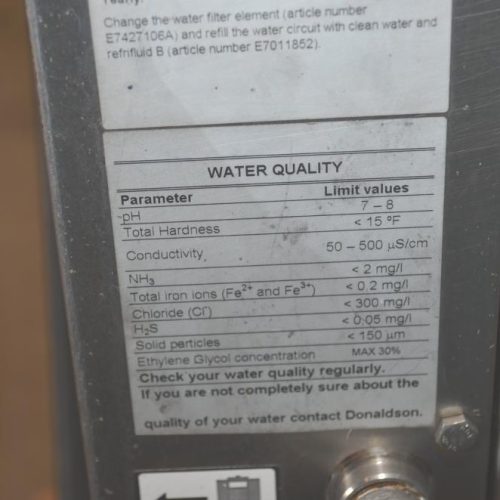 Change the water filter element (article number
E7427106A) and refill the water circuit with clean water and
refrifluid B (article number E7011852).
WATER QUALITY
Parameter Limit values
pH 7 – 8
Total Hardness < 15 ºF
Conductivity 50 – 500 µS/cm
NH₃ < 2 mg/l
Total iron ions (Fe²⁺ and Fe³⁺) < 0,2 mg/l
Chloride (Cl⁻) < 300 mg/l
H₂S < 0.05 mg/l
Solid particles < 150 µm
Ethylene Glycol concentration MAX 30%
Check your water quality regularly.
If you are not completely sure about the
quality of your water contact Donaldson.